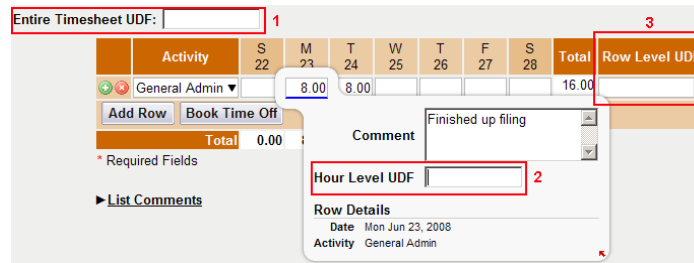 Entire Timesheet UDF: 1
3
Activity S 22 M 23 T 24 W 25 T 26 F 27 S 28 Total Row Level UD
General Admin 8.00 8.00 16.00
Add Row Book Time Off
Total 0.00
* Required Fields
Comment Finished up filing
Hour Level UDF 2
List Comments
Row Details
Date Mon Jun 23, 2008
Activity General Admin